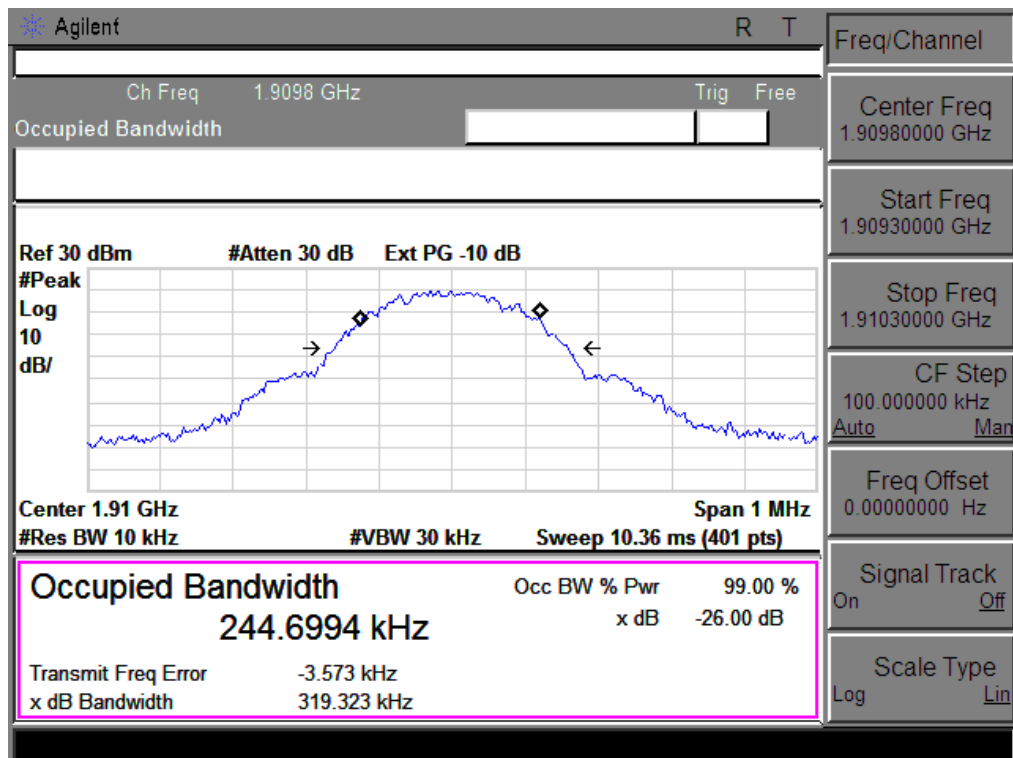 Agilent R T
Freq/Channel
Ch Freq 1.9098 GHz Trig Free
Occupied Bandwidth
Center Freq
1.90980000 GHz
Start Freq
1.90930000 GHz
Stop Freq
1.91030000 GHz
CF Step
100.000000 kHz
Auto Man
Freq Offset
0.00000000 Hz
Signal Track
On Off
Scale Type
Log Lin
Ref 30 dBm #Atten 30 dB Ext PG -10 dB
#Peak
Log
10
dB/
Center 1.91 GHz Span 1 MHz
#Res BW 10 kHz #VBW 30 kHz Sweep 10.36 ms (401 pts)
Occupied Bandwidth Occ BW % Pwr 99.00 %
244.6994 kHz x dB -26.00 dB
Transmit Freq Error -3.573 kHz
x dB Bandwidth 319.323 kHz